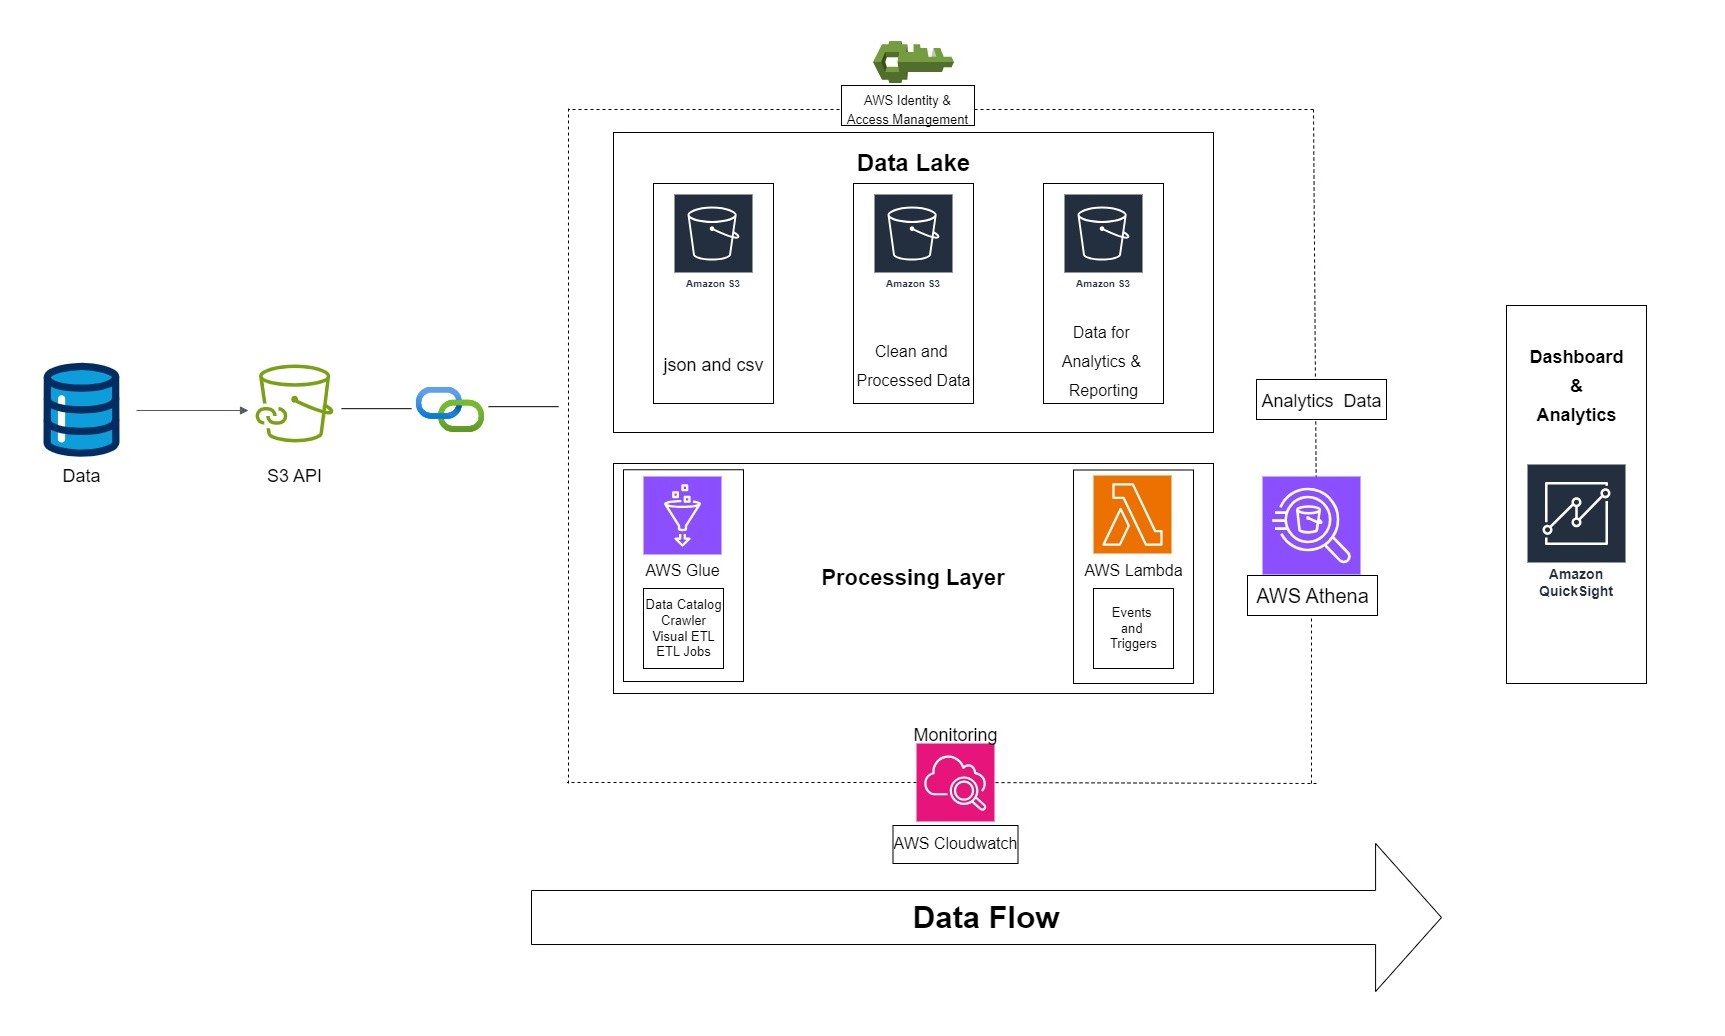 AWS Identity &
Access Management
Data Lake
Amazon S3
json and csv
Amazon S3
Clean and
Processed Data
Amazon S3
Data for
Analytics &
Reporting
Data
S3 API
Analytics Data
Dashboard
&
Analytics
Amazon
QuickSight
AWS Glue
Data Catalog
Crawler
Visual ETL
ETL Jobs
Processing Layer
AWS Lambda
Events
and
Triggers
AWS Athena
Monitoring
AWS Cloudwatch
Data Flow